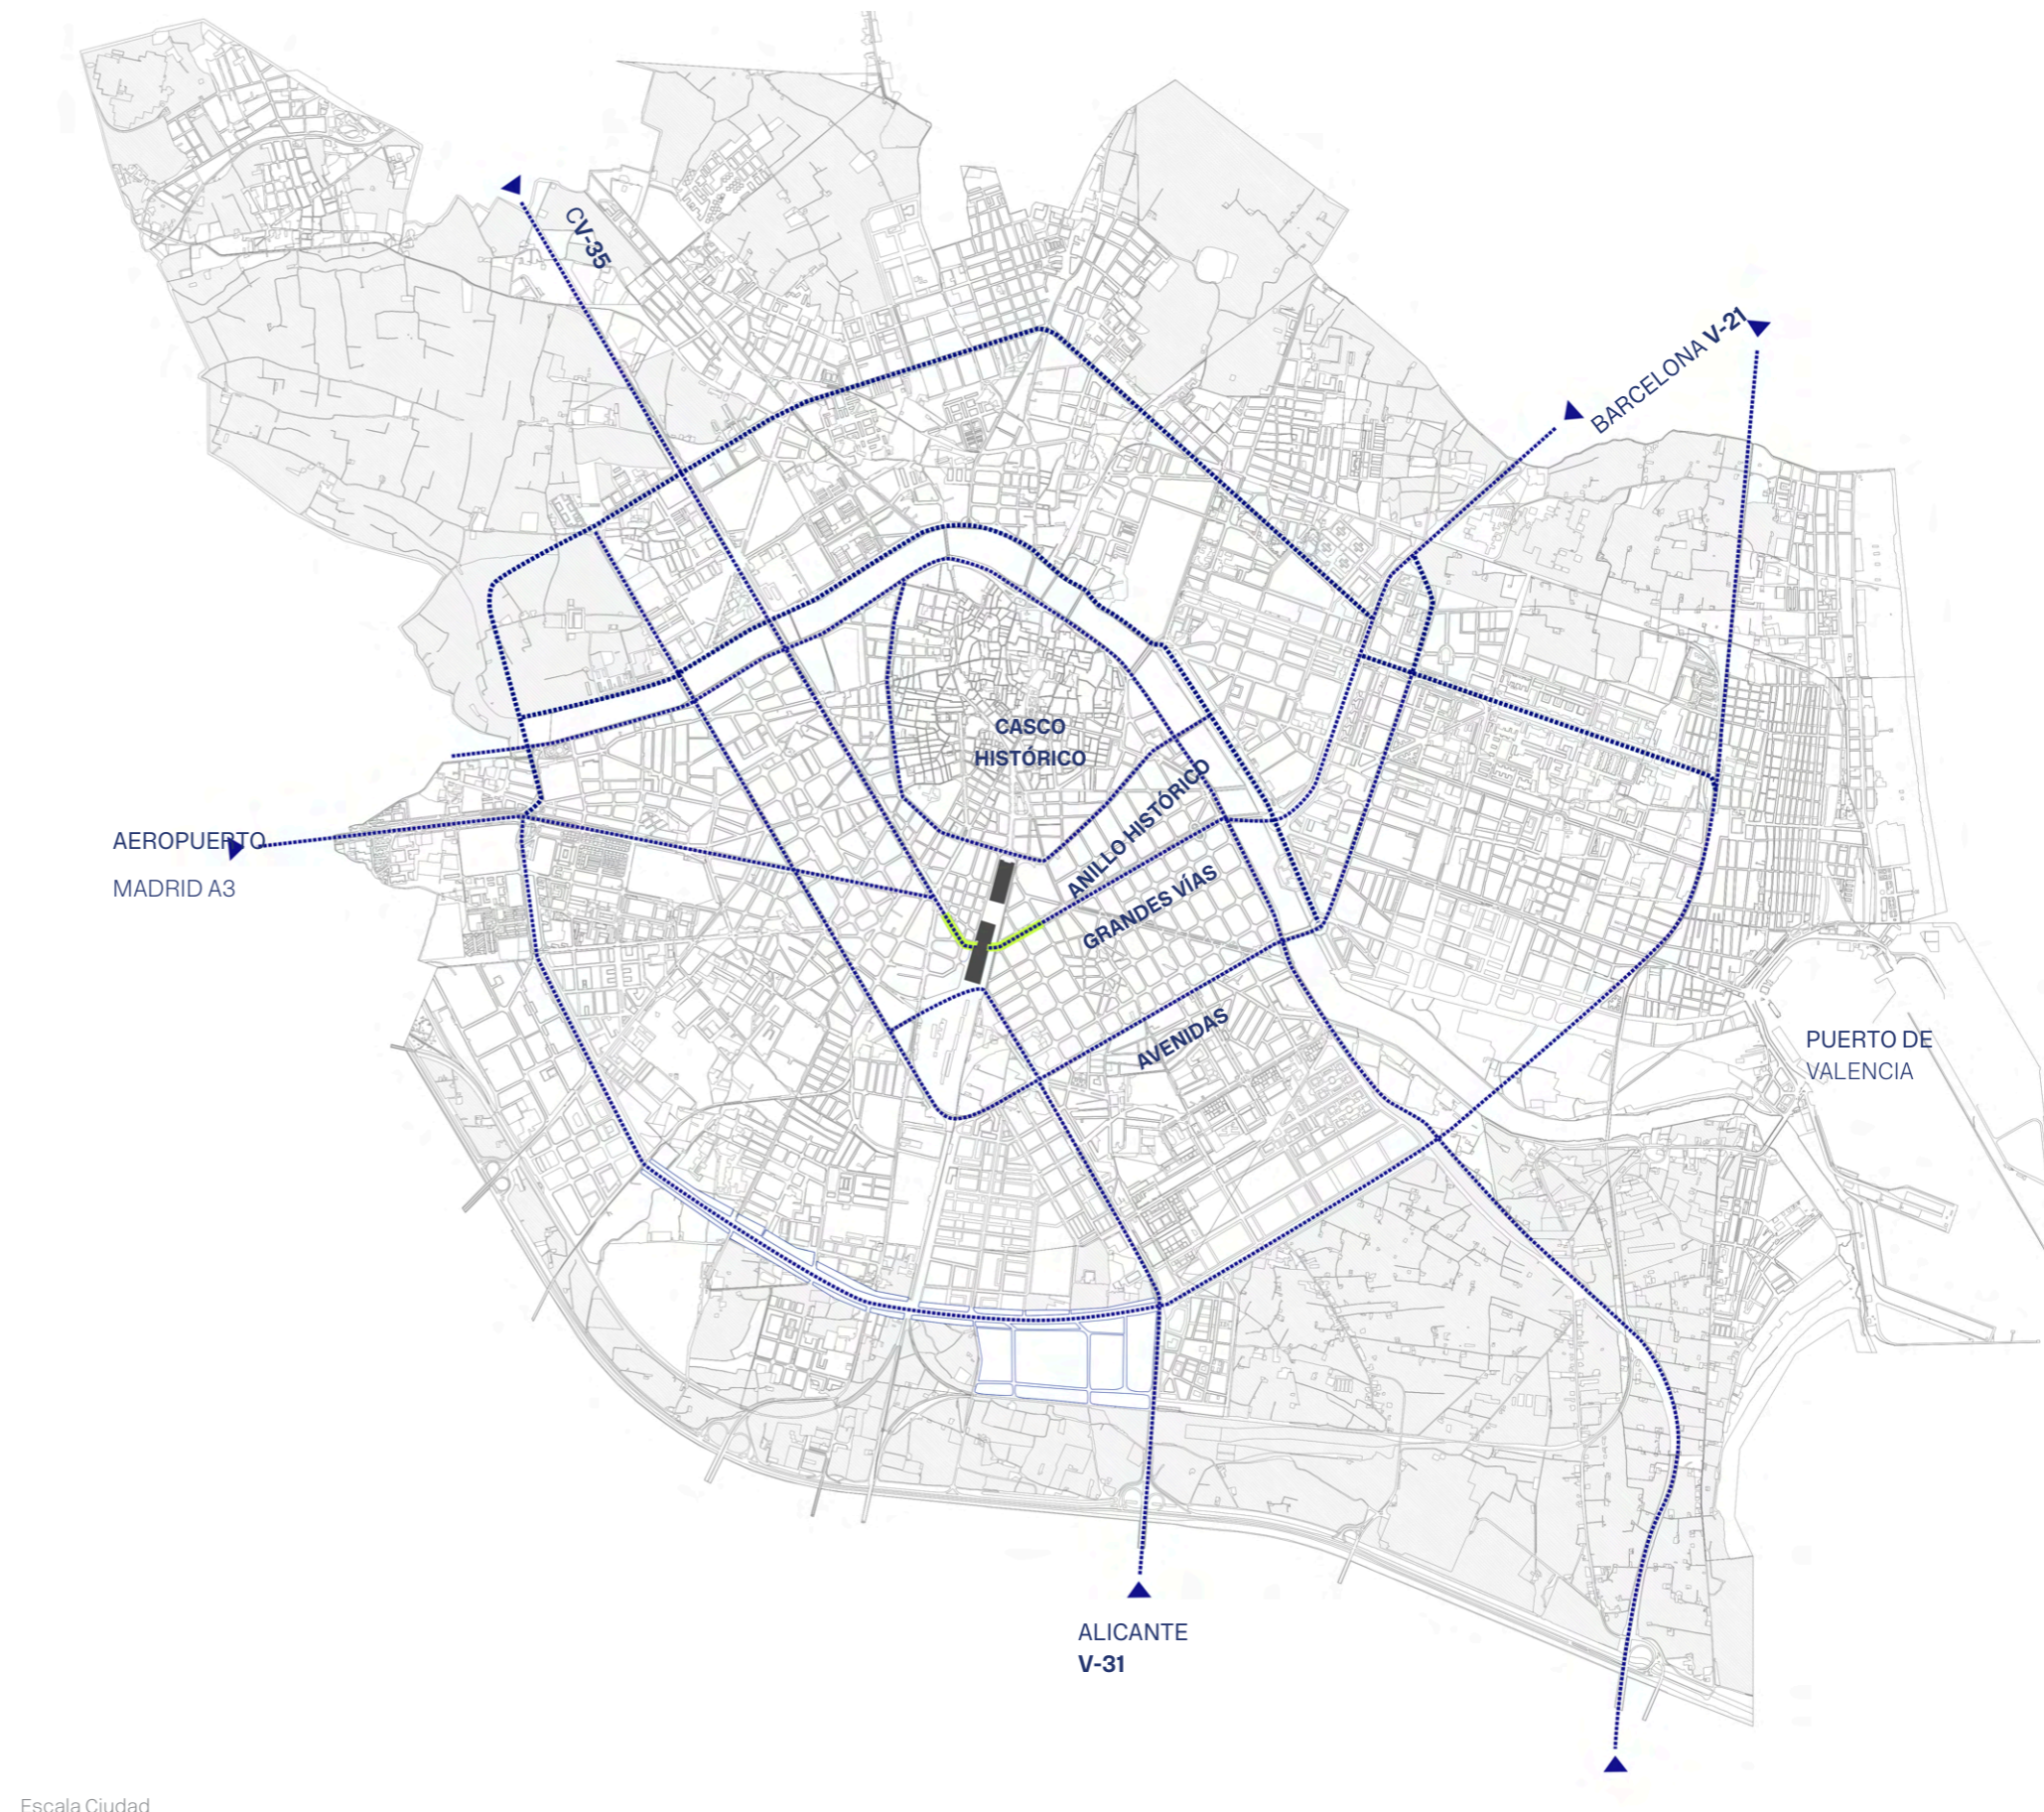 CV-35
BARCELONA V-21
CASCO
HISTÓRICO
ANILLO HISTÓRICO
AEROPUERTO
MADRID A3
GRANDES VÍAS
AVENIDAS
PUERTO DE
VALENCIA
ALICANTE
V-31
Escala Ciudad